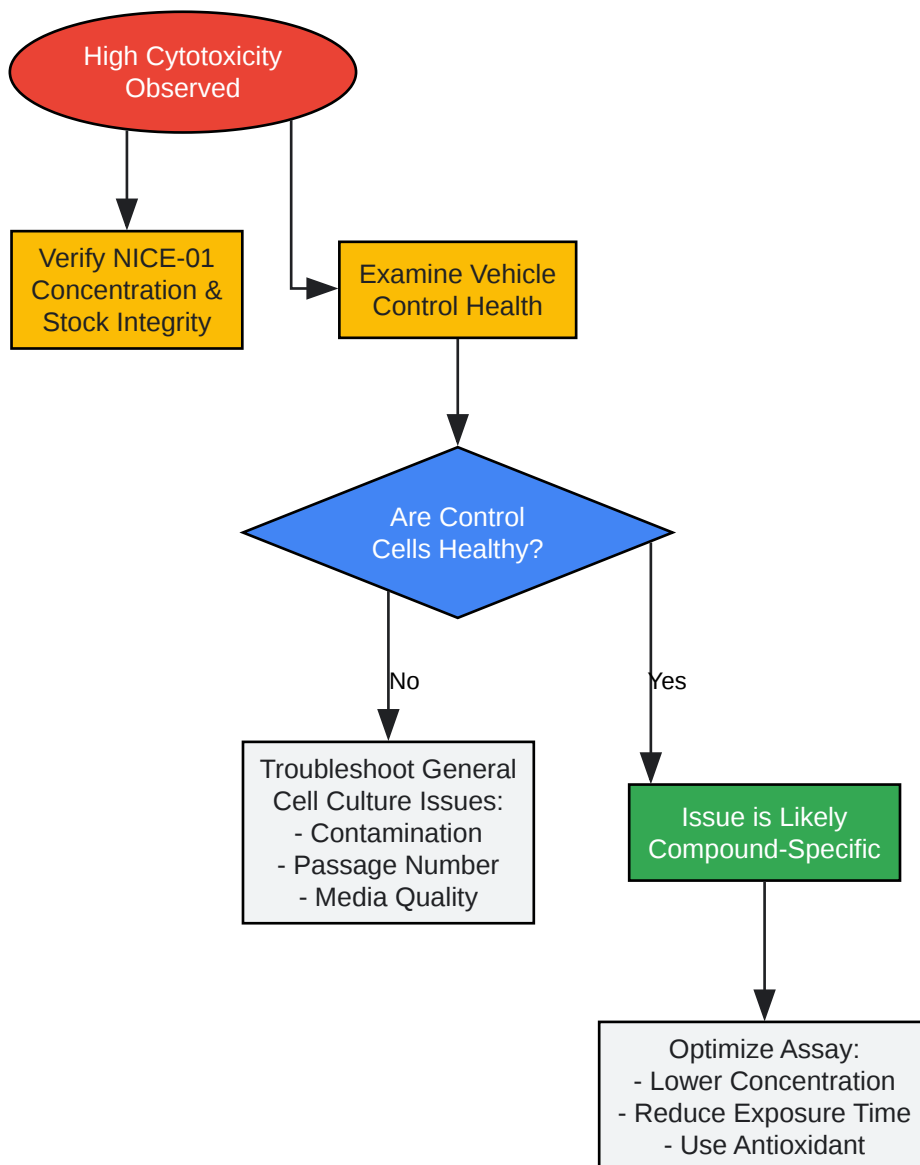 High Cytotoxicity
Observed
Verify NICE-01
Concentration &
Stock Integrity
Examine Vehicle
Control Health
Are Control
Cells Healthy?
No
Yes
Troubleshoot General
Cell Culture Issues:
- Contamination
- Passage Number
- Media Quality
Issue is Likely
Compound-Specific
Optimize Assay:
- Lower Concentration
- Reduce Exposure Time
- Use Antioxidant